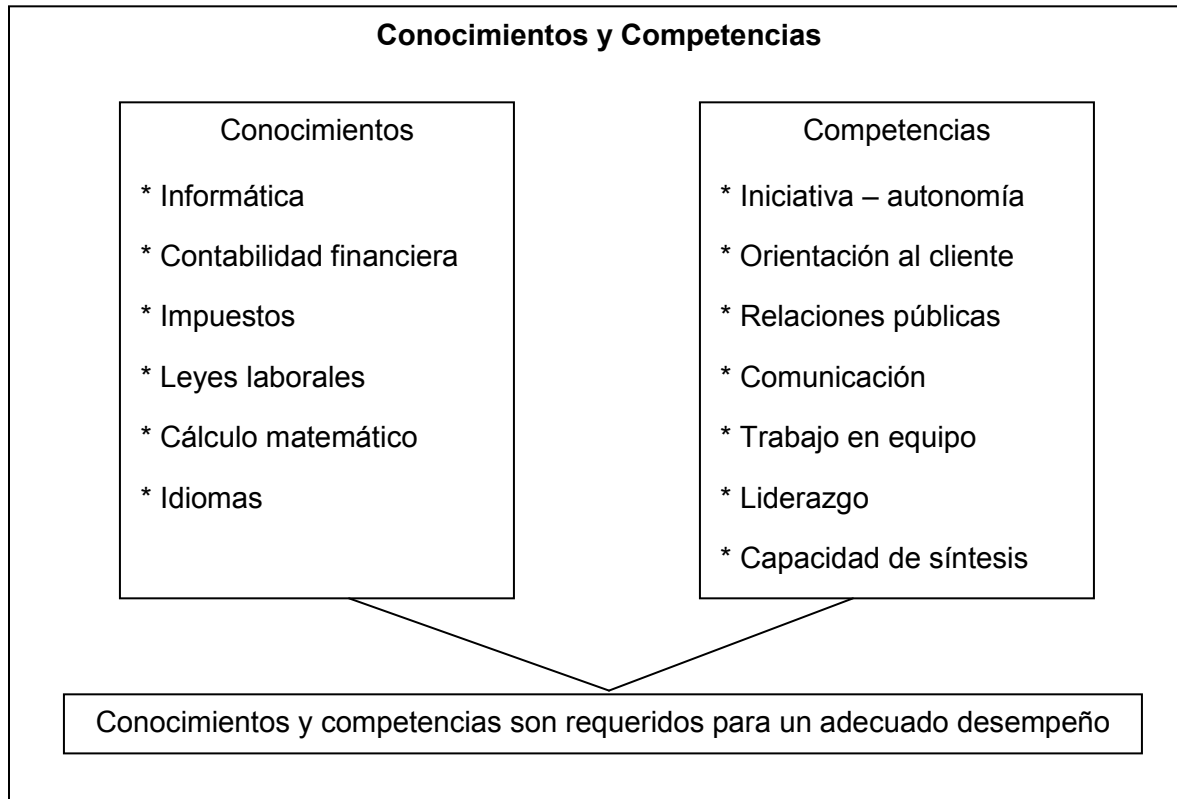 Conocimientos y Competencias
Conocimientos
* Informática
* Contabilidad financiera
* Impuestos
* Leyes laborales
* Cálculo matemático
* Idiomas
Competencias
* Iniciativa – autonomía
* Orientación al cliente
* Relaciones públicas
* Comunicación
* Trabajo en equipo
* Liderazgo
* Capacidad de síntesis
Conocimientos y competencias son requeridos para un adecuado desempeño